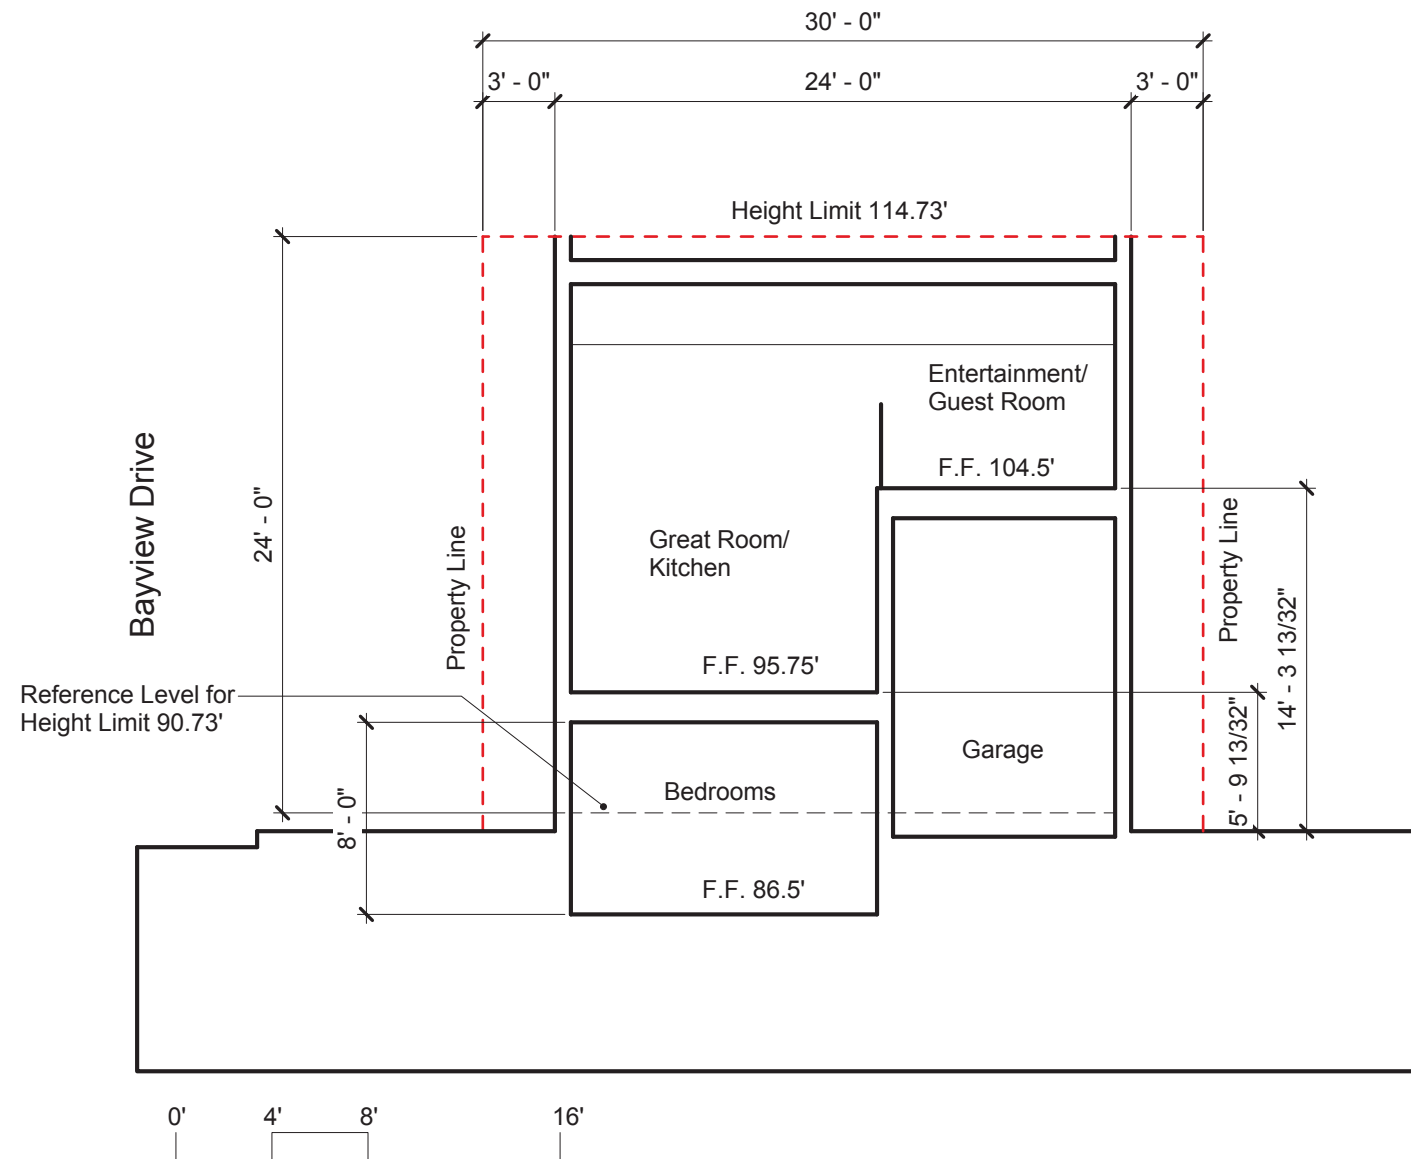 30' - 0"
3' - 0"
24' - 0"
3' - 0"
Height Limit 114.73'
Entertainment/
Guest Room
F.F. 104.5'
Bayview Drive
24' - 0"
Property Line
Great Room/
Kitchen
Property Line
14' - 3 13/32"
F.F. 95.75'
Reference Level for
Height Limit 90.73'
5' - 9 13/32"
Garage
Bedrooms
8' - 0"
F.F. 86.5'
0'
4'
8'
16'